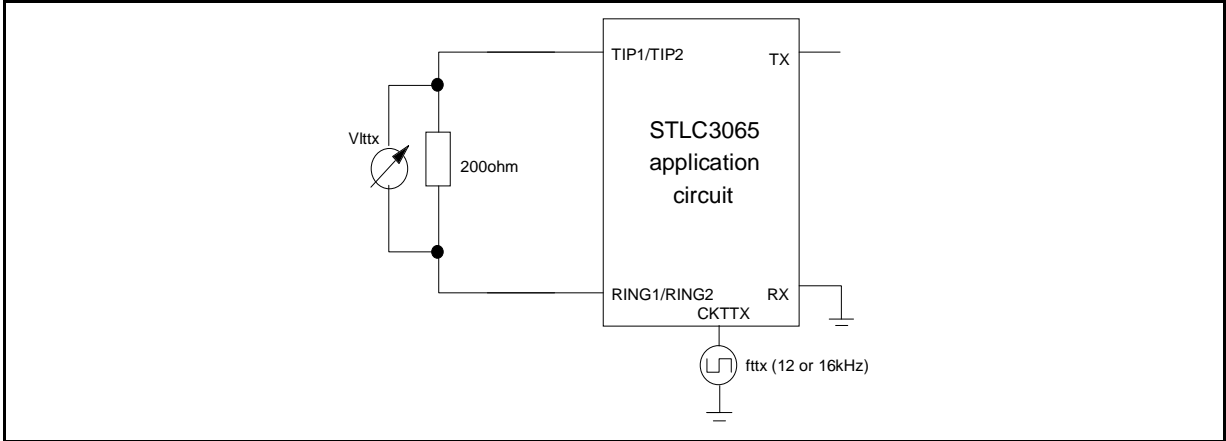 TIP1/TIP2
TX
Vlttx
200ohm
STLC3065
application
circuit
RING1/RING2
RX
CKTTX
fttx (12 or 16kHz)